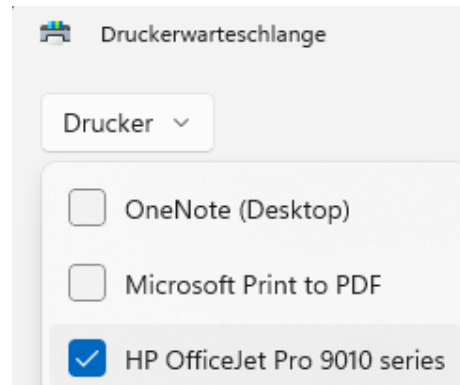 Druckerwarteschlange
Drucker
OneNote (Desktop)
Microsoft Print to PDF
HP OfficeJet Pro 9010 series